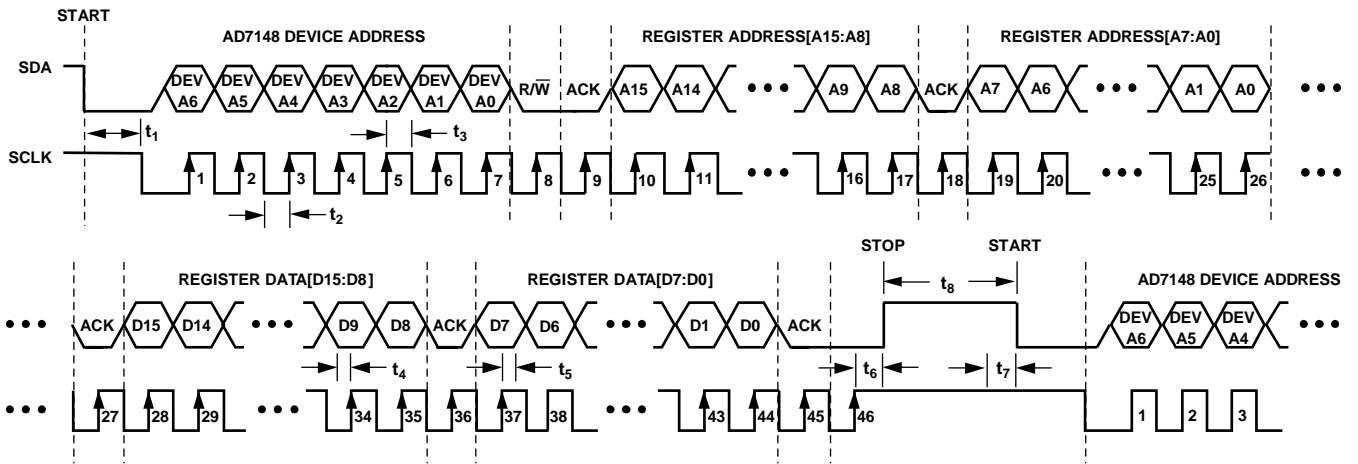 START
AD7148 DEVICE ADDRESS REGISTER ADDRESS[A15:A8] REGISTER ADDRESS[A7:A0]
SDA DEV A6 DEV A5 DEV A4 DEV A3 DEV A2 DEV A1 DEV A0 R/W̅ ACK A15 A14 ••• A9 A8 ACK A7 A6 ••• A1 A0 •••
t1 t3
SCLK 1 2 3 4 5 6 7 8 9 10 11 ••• 16 17 18 19 20 ••• 25 26 •••
t2
STOP START
REGISTER DATA[D15:D8] REGISTER DATA[D7:D0] t8 AD7148 DEVICE ADDRESS
••• ACK D15 D14 ••• D9 D8 ACK D7 D6 ••• D1 D0 ACK DEV A6 DEV A5 DEV A4 •••
t4 t5 t6 t7
••• 27 28 29 ••• 34 35 36 37 38 ••• 43 44 45 46 1 2 3 •••